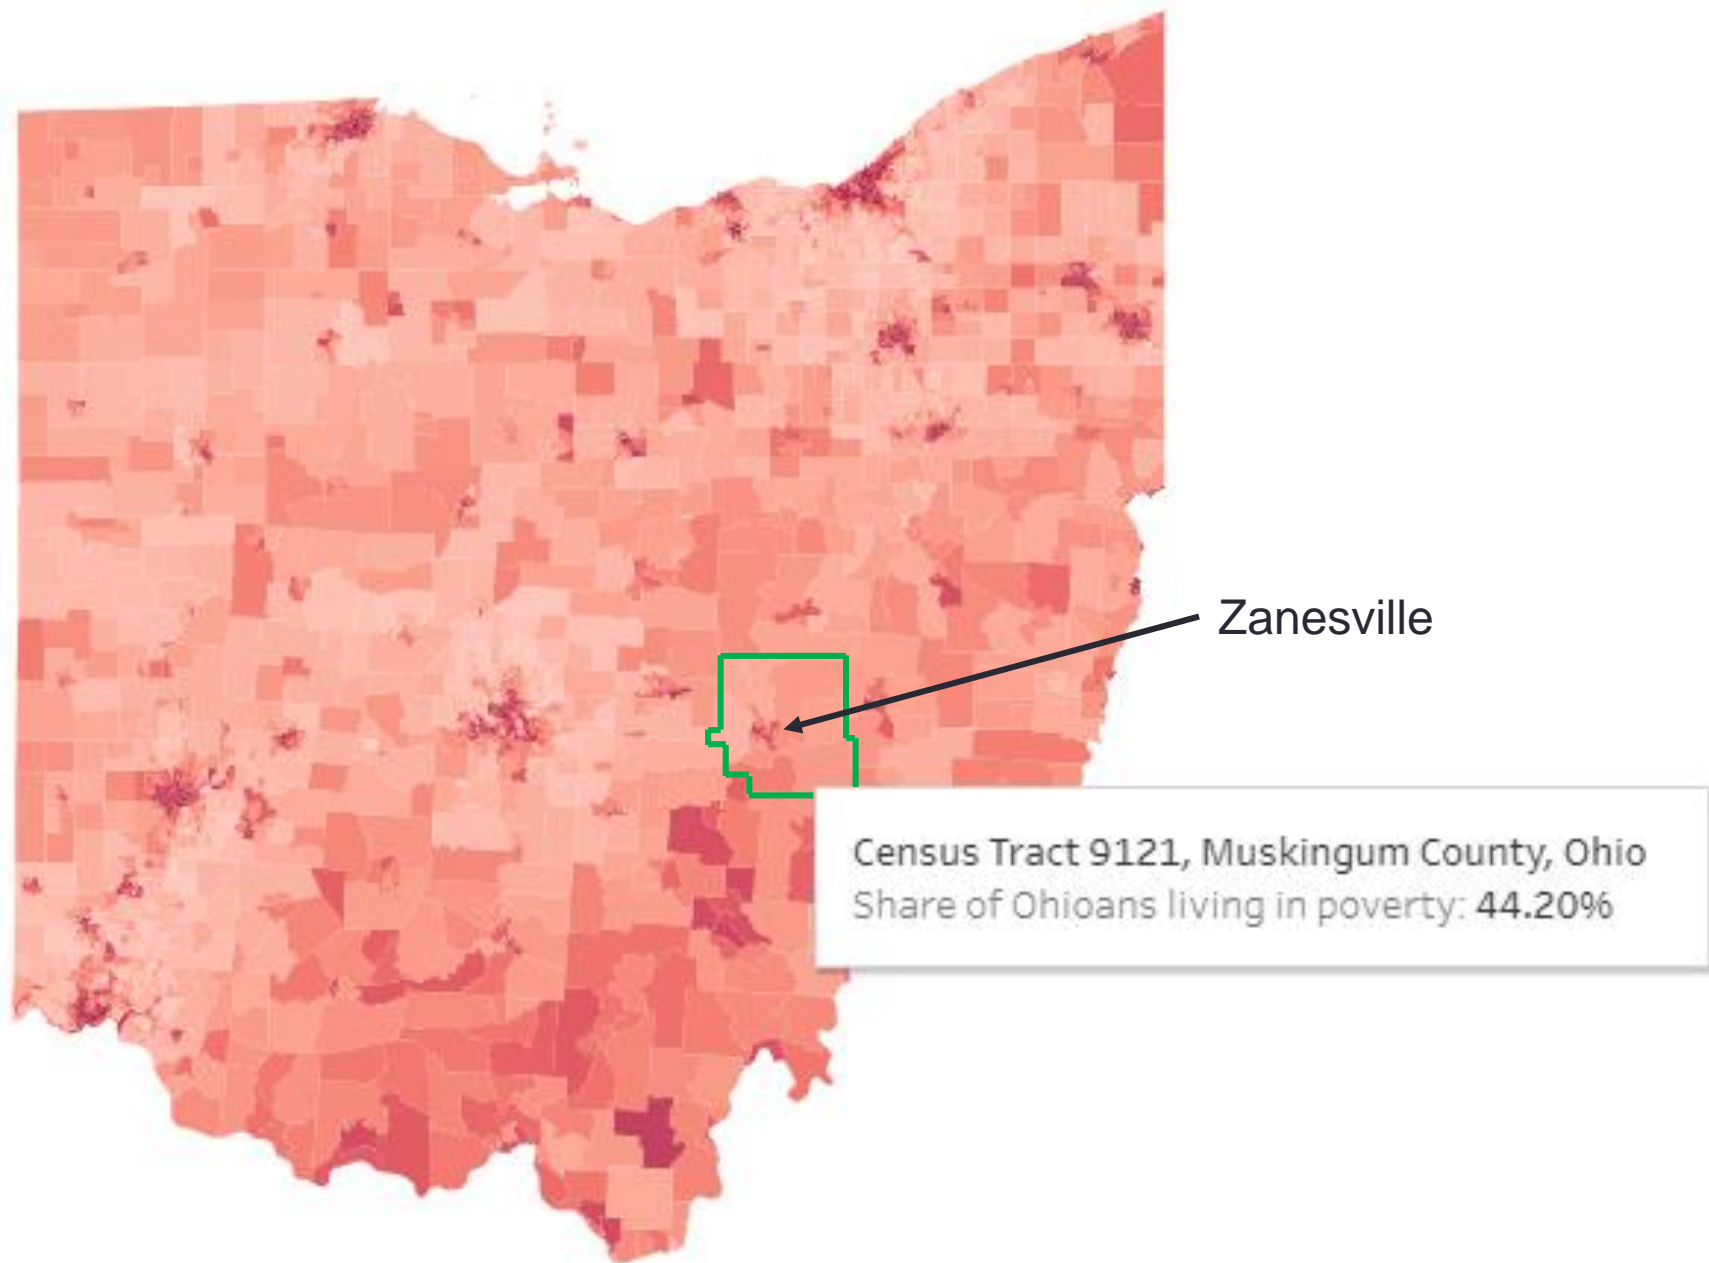 Zanesville
Census Tract 9121, Muskingum County, Ohio
Share of Ohioans living in poverty: 44.20%